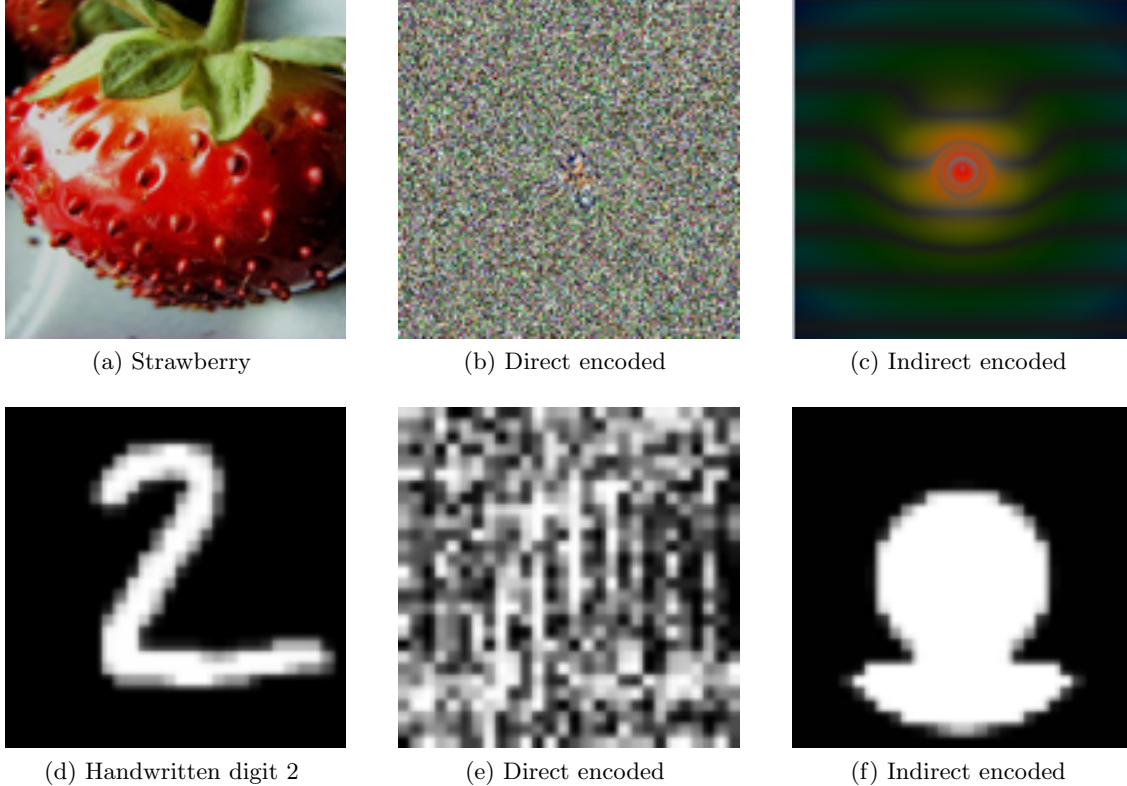 (a) Strawberry
(b) Direct encoded
(c) Indirect encoded
(d) Handwritten digit 2
(e) Direct encoded
(f) Indirect encoded